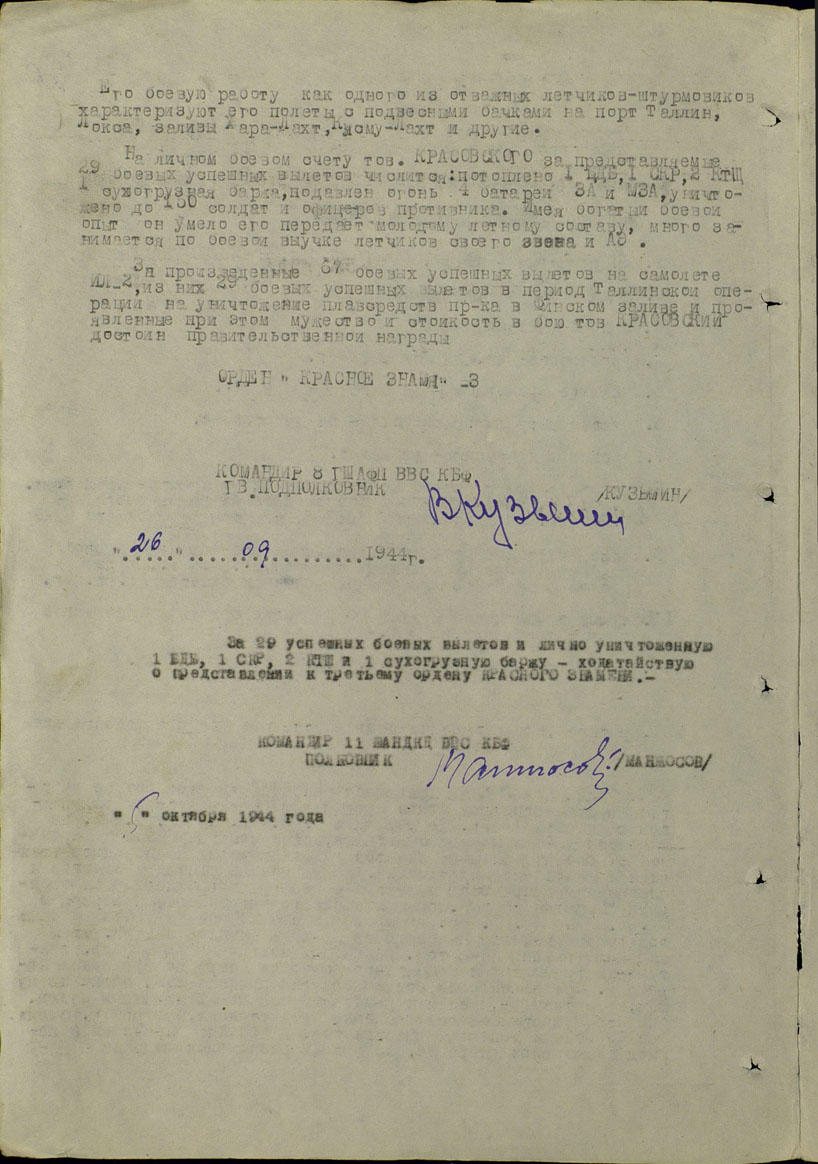 Его боевую работу как одного из отважных летчиков-штурмовиков
характеризуют его полеты с подвесными бачками на порт Таллин,
Локса, заливы Хара-Лахт, Кясму-Лахт и другие.
На личном боевом счету тов. КРАСОВСКОГО за представляемые
29 боевых успешных вылетов числится:потоплено 1 БДБ, 1 СКР, 2 КТЩ
1 сухогрузная баржа, подавлен огонь 4 батарей ЗА и МЗА, уничто-
жено до 100 солдат и офицеров противника. Имея богатый боевой
опыт он умело его передает молодому летному составу, много за-
нимается по боевой выучке летчиков своего звена и АЭ.
За произведенные 67 боевых успешных вылетов на самолете
ИЛ-2, из них 29 боевых успешных вылетов в период Таллинской опе-
рации на уничтожение плавсредств пр-ка в Финском заливе и про-
явленные при этом мужество и стойкость в бою тов КРАСОВСКИЙ
достоин правительственной награды
ОРДЕН " КРАСНОЕ ЗНАМЯ" -3
КОМАНДИР 8 ГШАФП ВВС КБФ
ГВ.ПОДПОЛКОВНИК ВКузьмин /КУЗЬМИН/
"26" 09 1944г.
За 29 успешных боевых вылетов и лично уничтоженную
1 БДБ, 1 СКР, 2 КТЩ и 1 сухогрузную баржу - ходатайствую
о представлении к третьему ордену КРАСНОГО ЗНАМЕНИ.-
КОМАНДИР 11 ШАНДКД ВВС КБФ
ПОЛКОВНИК Манжосов /МАНЖОСОВ/
"5" октября 1944 года